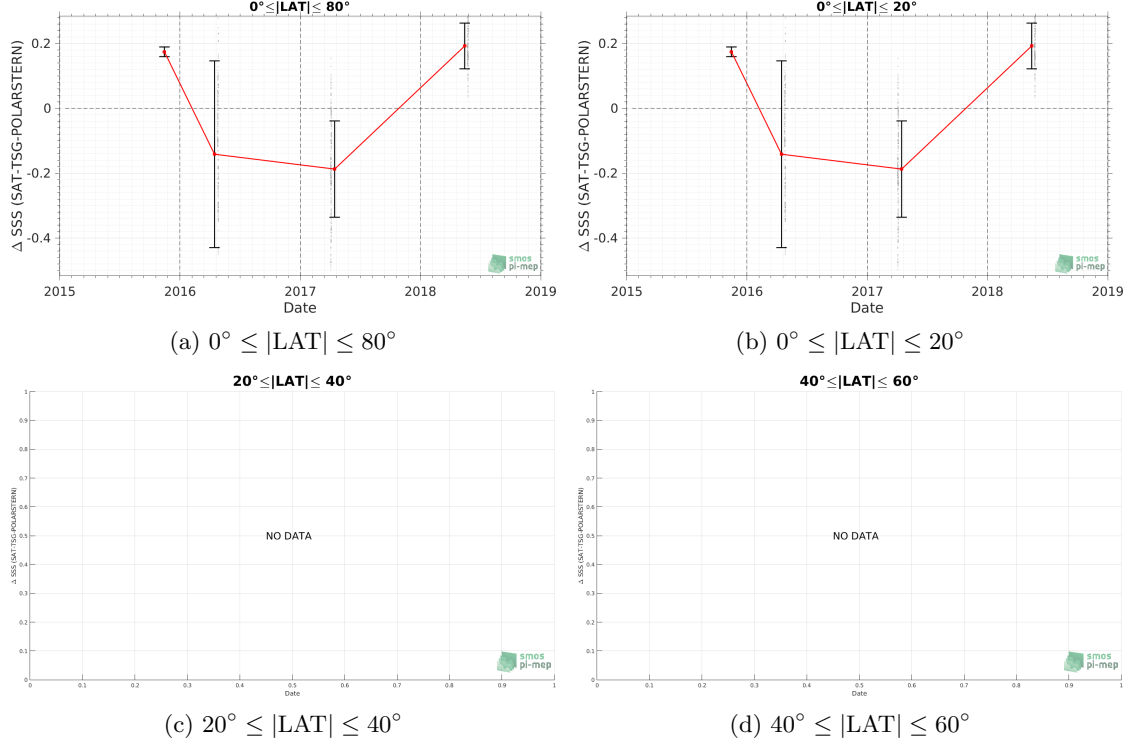 0°≤|LAT|≤ 80°
Δ SSS (SAT-TSG-POLARSTERN)
0.2
0
-0.2
-0.4
2015 2016 2017 2018 2019
Date
smos
pi-mep
(a) 0° ≤ |LAT| ≤ 80°
0°≤|LAT|≤ 20°
Δ SSS (SAT-TSG-POLARSTERN)
0.2
0
-0.2
-0.4
2015 2016 2017 2018 2019
Date
smos
pi-mep
(b) 0° ≤ |LAT| ≤ 20°
20°≤|LAT|≤ 40°
Δ SSS (SAT-TSG-POLARSTERN)
1
0.9
0.8
0.7
0.6
0.5
0.4
0.3
0.2
0.1
0
NO DATA
smos
pi-mep
0 0.1 0.2 0.3 0.4 0.5 0.6 0.7 0.8 0.9 1
Date
(c) 20° ≤ |LAT| ≤ 40°
40°≤|LAT|≤ 60°
Δ SSS (SAT-TSG-POLARSTERN)
1
0.9
0.8
0.7
0.6
0.5
0.4
0.3
0.2
0.1
0
NO DATA
smos
pi-mep
0 0.1 0.2 0.3 0.4 0.5 0.6 0.7 0.8 0.9 1
Date
(d) 40° ≤ |LAT| ≤ 60°